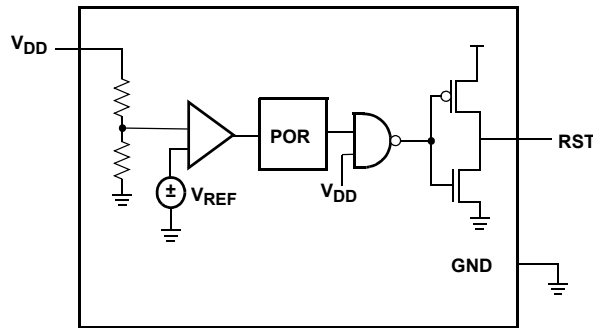 VDD
POR
±
VREF
VDD
RST
GND